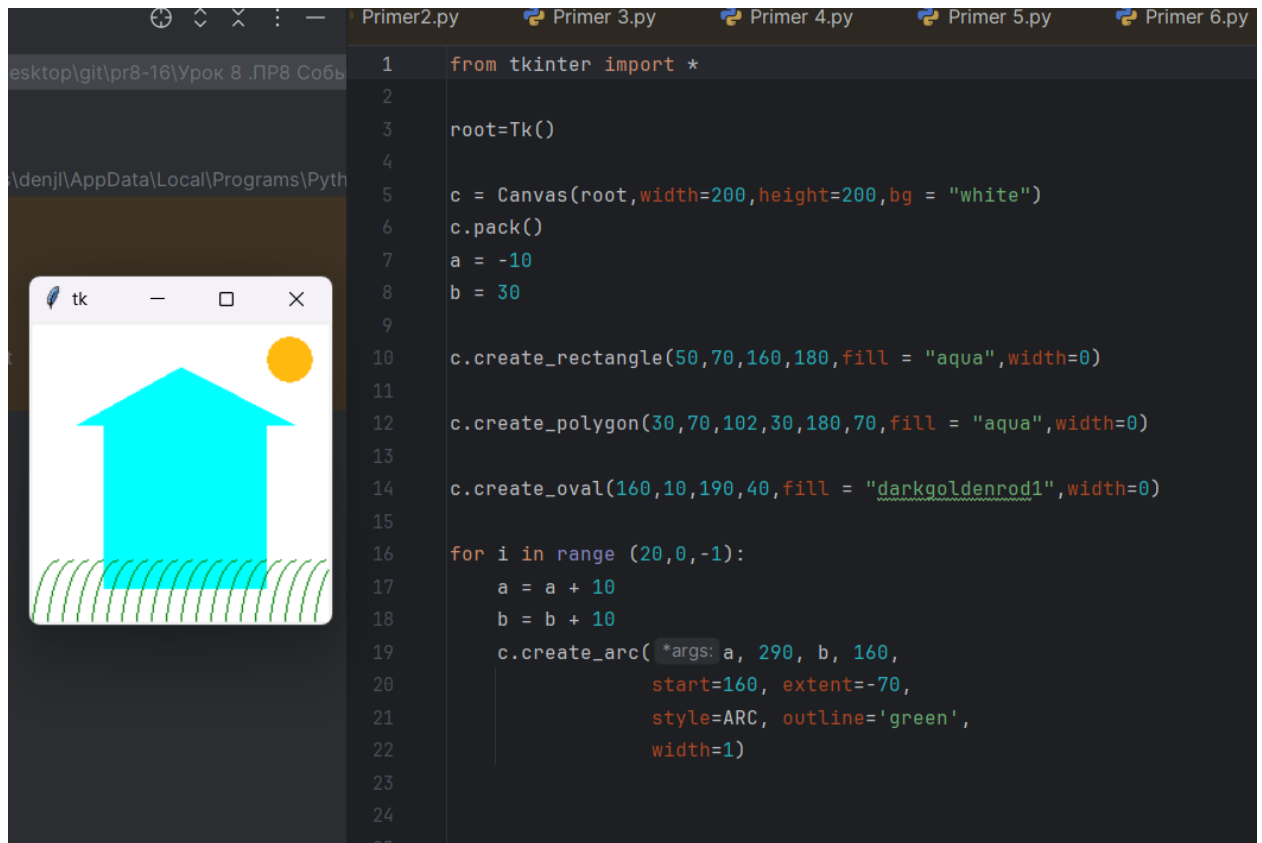 Primer2.py Primer 3.py Primer 4.py Primer 5.py Primer 6.py
esktop\git\pr8-16\Урок 8 .ПР8 Собы
\denjl\AppData\Local\Programs\Pyth
tk
1 from tkinter import *
2
3 root=Tk()
4
5 c = Canvas(root,width=200,height=200,bg = "white")
6 c.pack()
7 a = -10
8 b = 30
9
10 c.create_rectangle(50,70,160,180,fill = "aqua",width=0)
11
12 c.create_polygon(30,70,102,30,180,70,fill = "aqua",width=0)
13
14 c.create_oval(160,10,190,40,fill = "darkgoldenrod1",width=0)
15
16 for i in range (20,0,-1):
17 a = a + 10
18 b = b + 10
19 c.create_arc( *args: a, 290, b, 160,
20 start=160, extent=-70,
21 style=ARC, outline='green',
22 width=1)
23
24